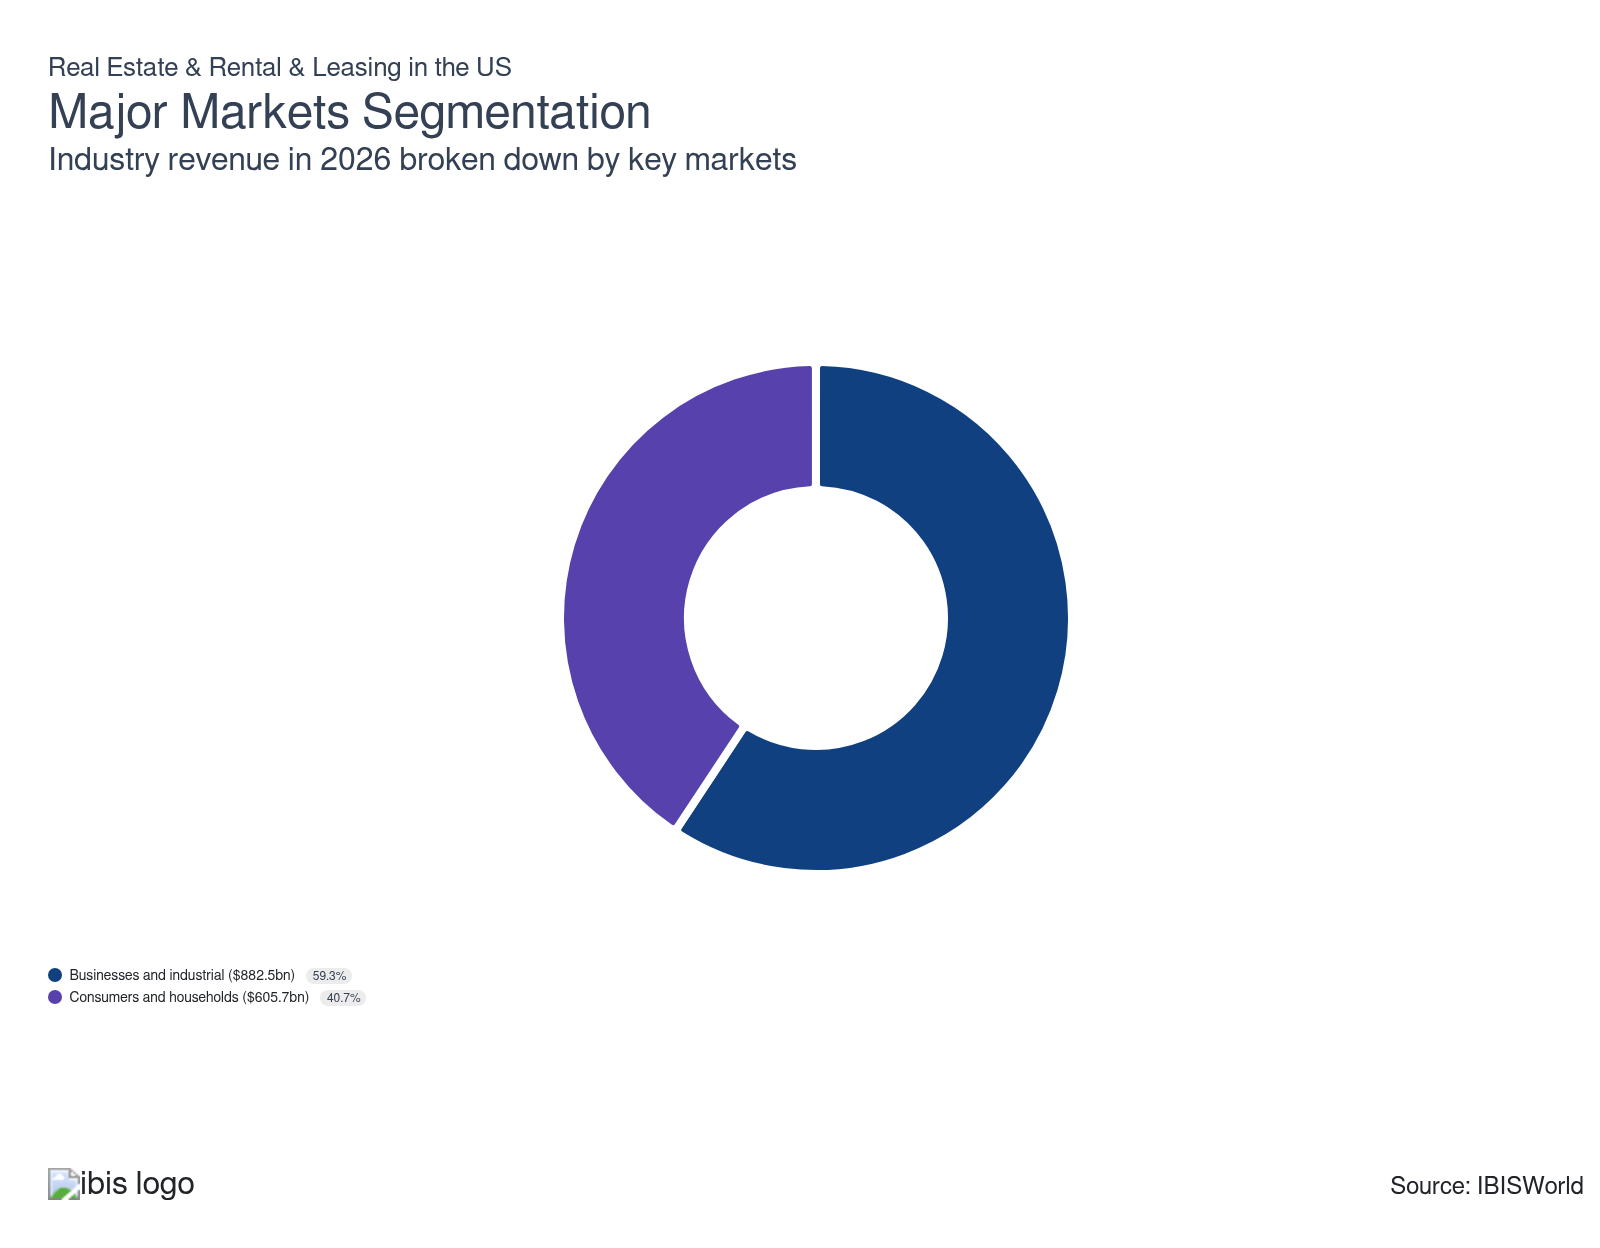 Real Estate & Rental & Leasing in the US
Major Markets Segmentation
Industry revenue in 2026 broken down by key markets
Businesses and industrial ($882.5bn) 59.3%
Consumers and households ($605.7bn) 40.7%
ibis logo
Source: IBISWorld